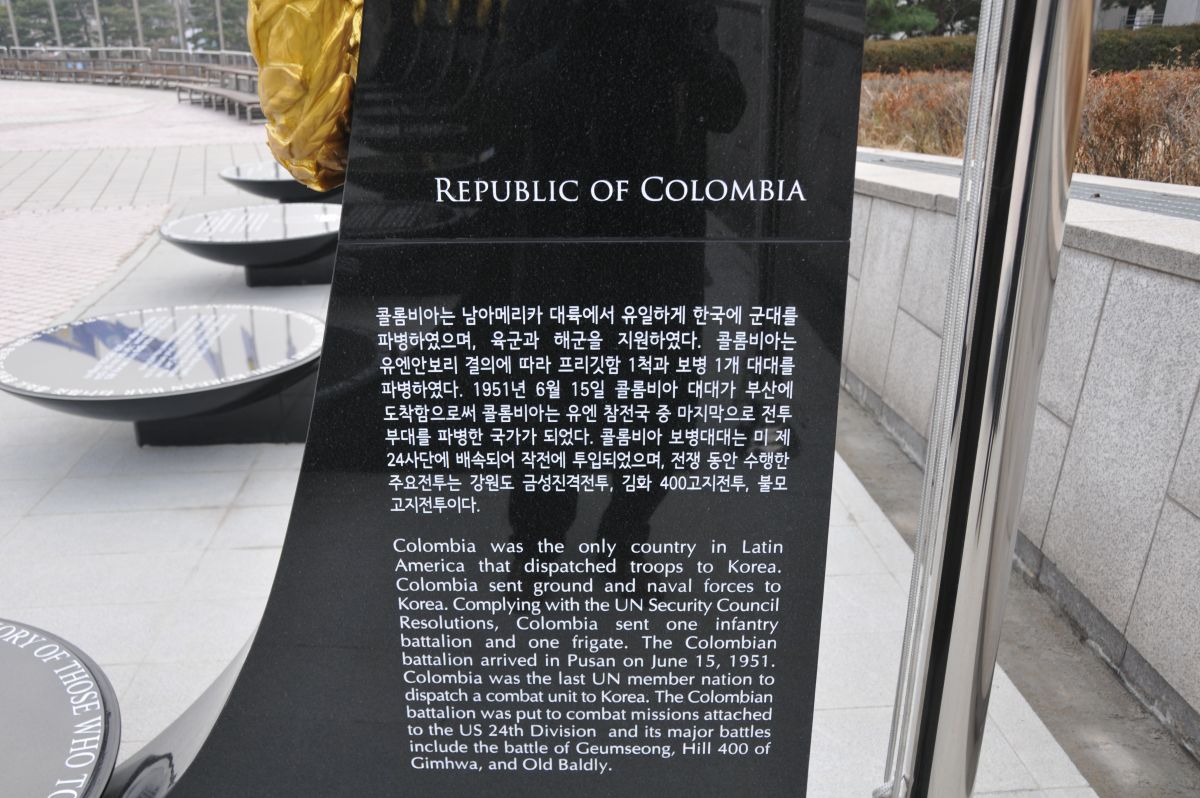 REPUBLIC OF COLOMBIA
콜롬비아는 남아메리카 대륙에서 유일하게 한국에 군대를
파병하였으며, 육군과 해군을 지원하였다. 콜롬비아는
유엔안보리 결의에 따라 프리깃함 1척과 보병 1개 대대를
파병하였다. 1951년 6월 15일 콜롬비아 대대가 부산에
도착함으로써 콜롬비아는 유엔 참전국 중 마지막으로 전투
부대를 파병한 국가가 되었다. 콜롬비아 보병대대는 미 제
24사단에 배속되어 작전에 투입되었으며, 전쟁 동안 수행한
주요전투는 강원도 금성진격전투, 김화 400고지전투, 불모
고지전투이다.
Colombia was the only country in Latin
America that dispatched troops to Korea.
Colombia sent ground and naval forces to
Korea. Complying with the UN Security Council
Resolutions, Colombia sent one infantry
battalion and one frigate. The Colombian
battalion arrived in Pusan on June 15, 1951.
Colombia was the last UN member nation to
dispatch a combat unit to Korea. The Colombian
battalion was put to combat missions attached
to the US 24th Division and its major battles
include the battle of Geumseong, Hill 400 of
Gimhwa, and Old Baldly.
OF THOSE WHO